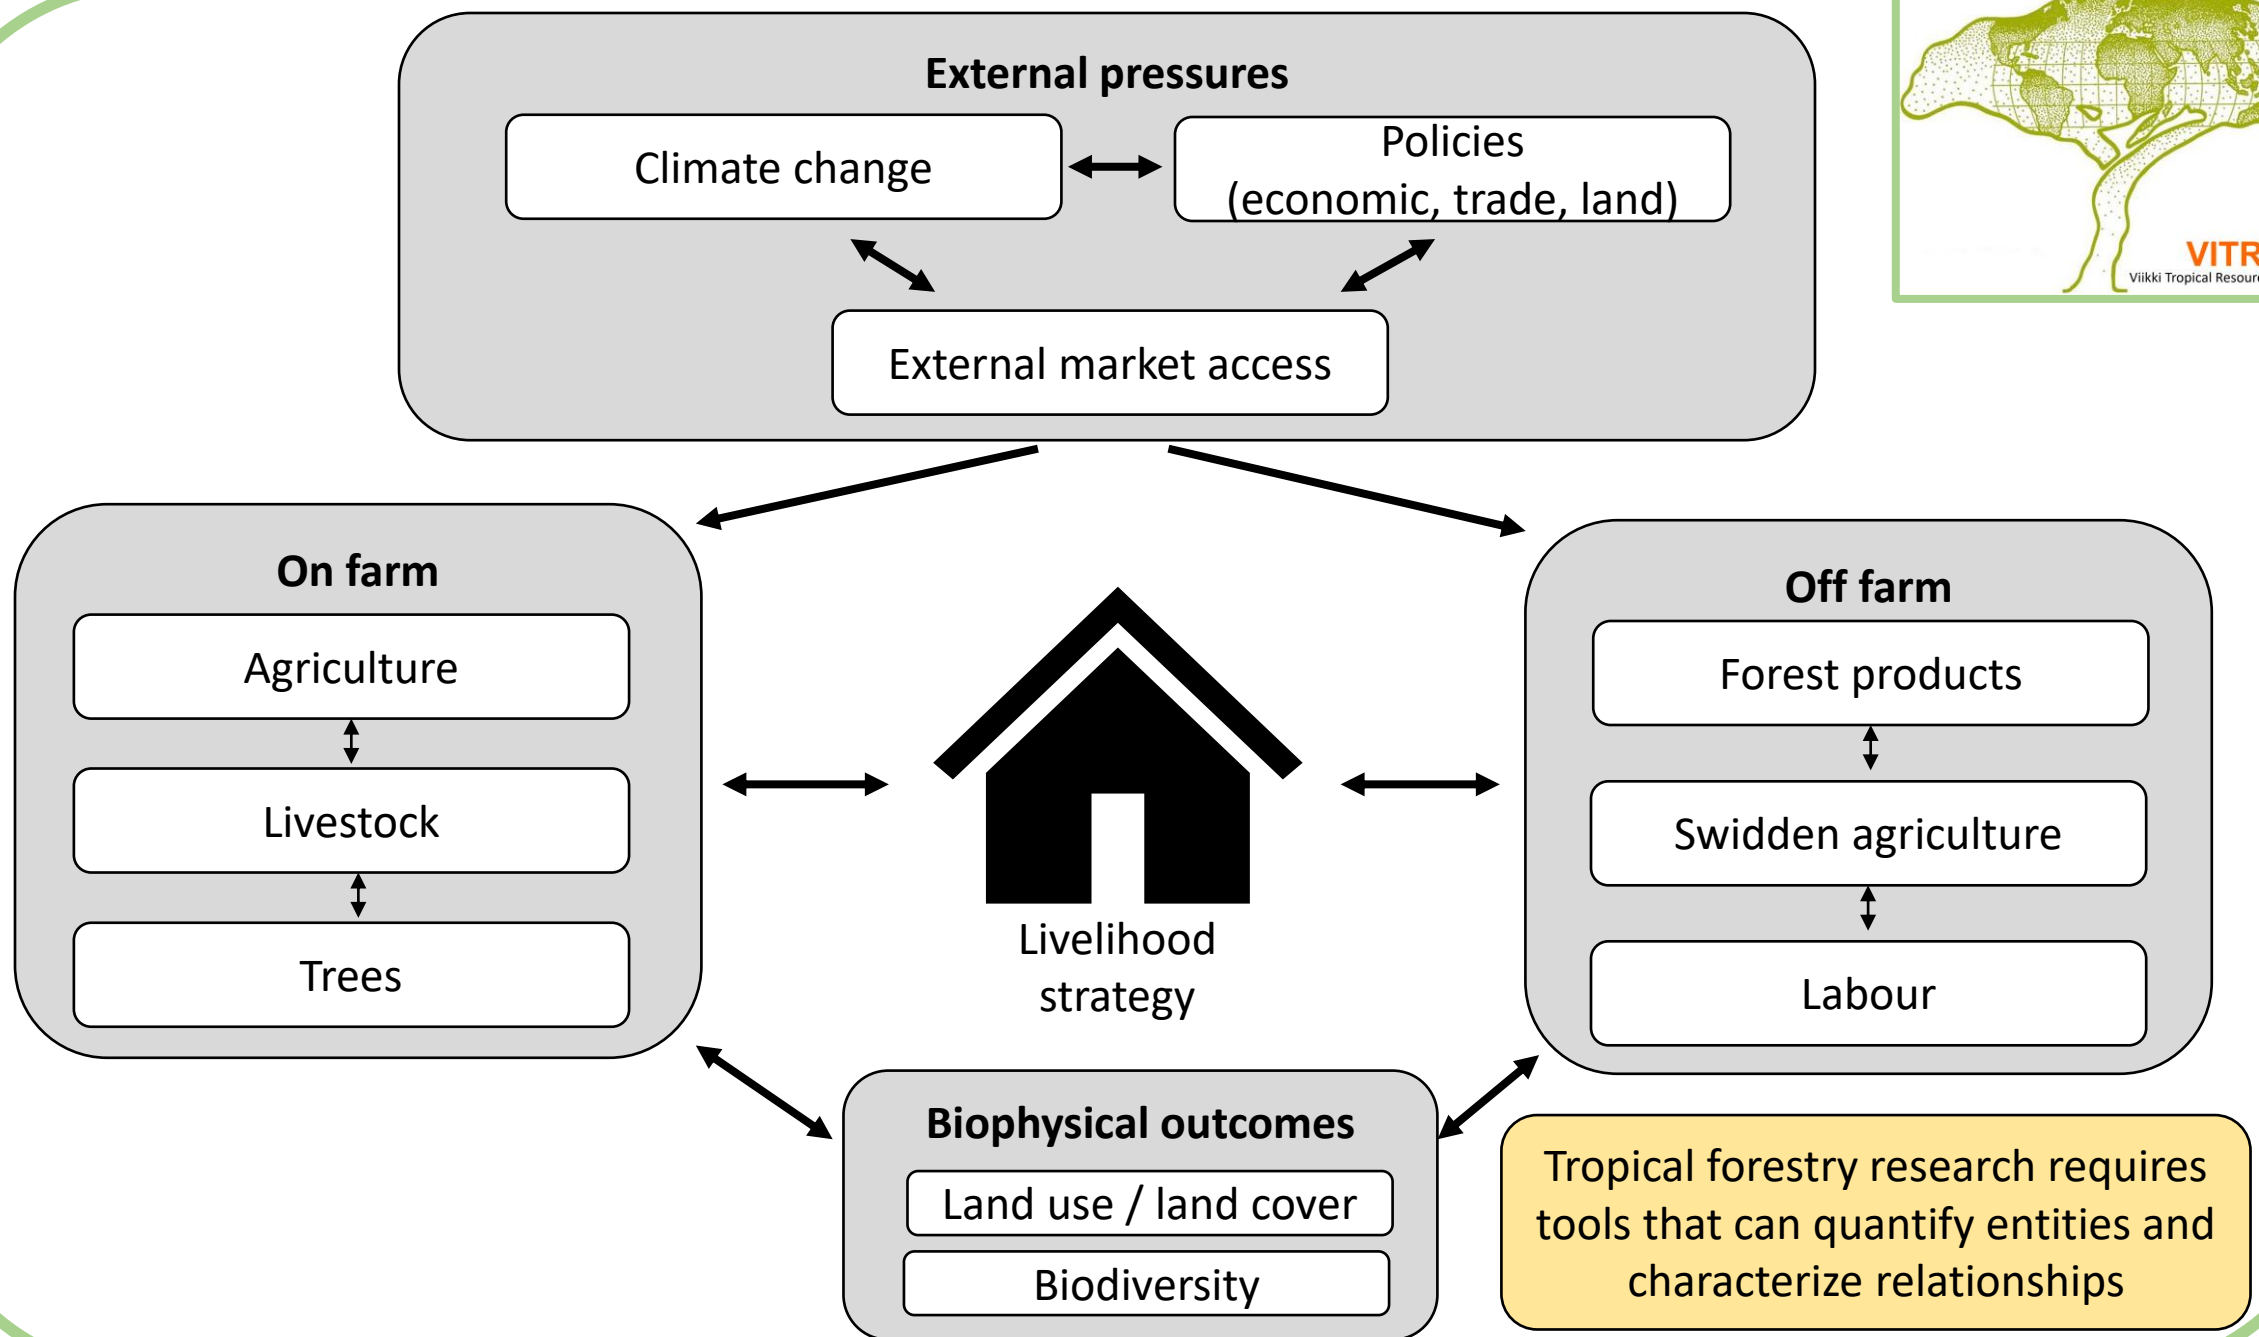 External pressures
Climate change
Policies
(economic, trade, land)
External market access
VITR
Viikki Tropical Resour
On farm
Agriculture
Livestock
Trees
Livelihood
strategy
Off farm
Forest products
Swidden agriculture
Labour
Biophysical outcomes
Land use / land cover
Biodiversity
Tropical forestry research requires
tools that can quantify entities and
characterize relationships